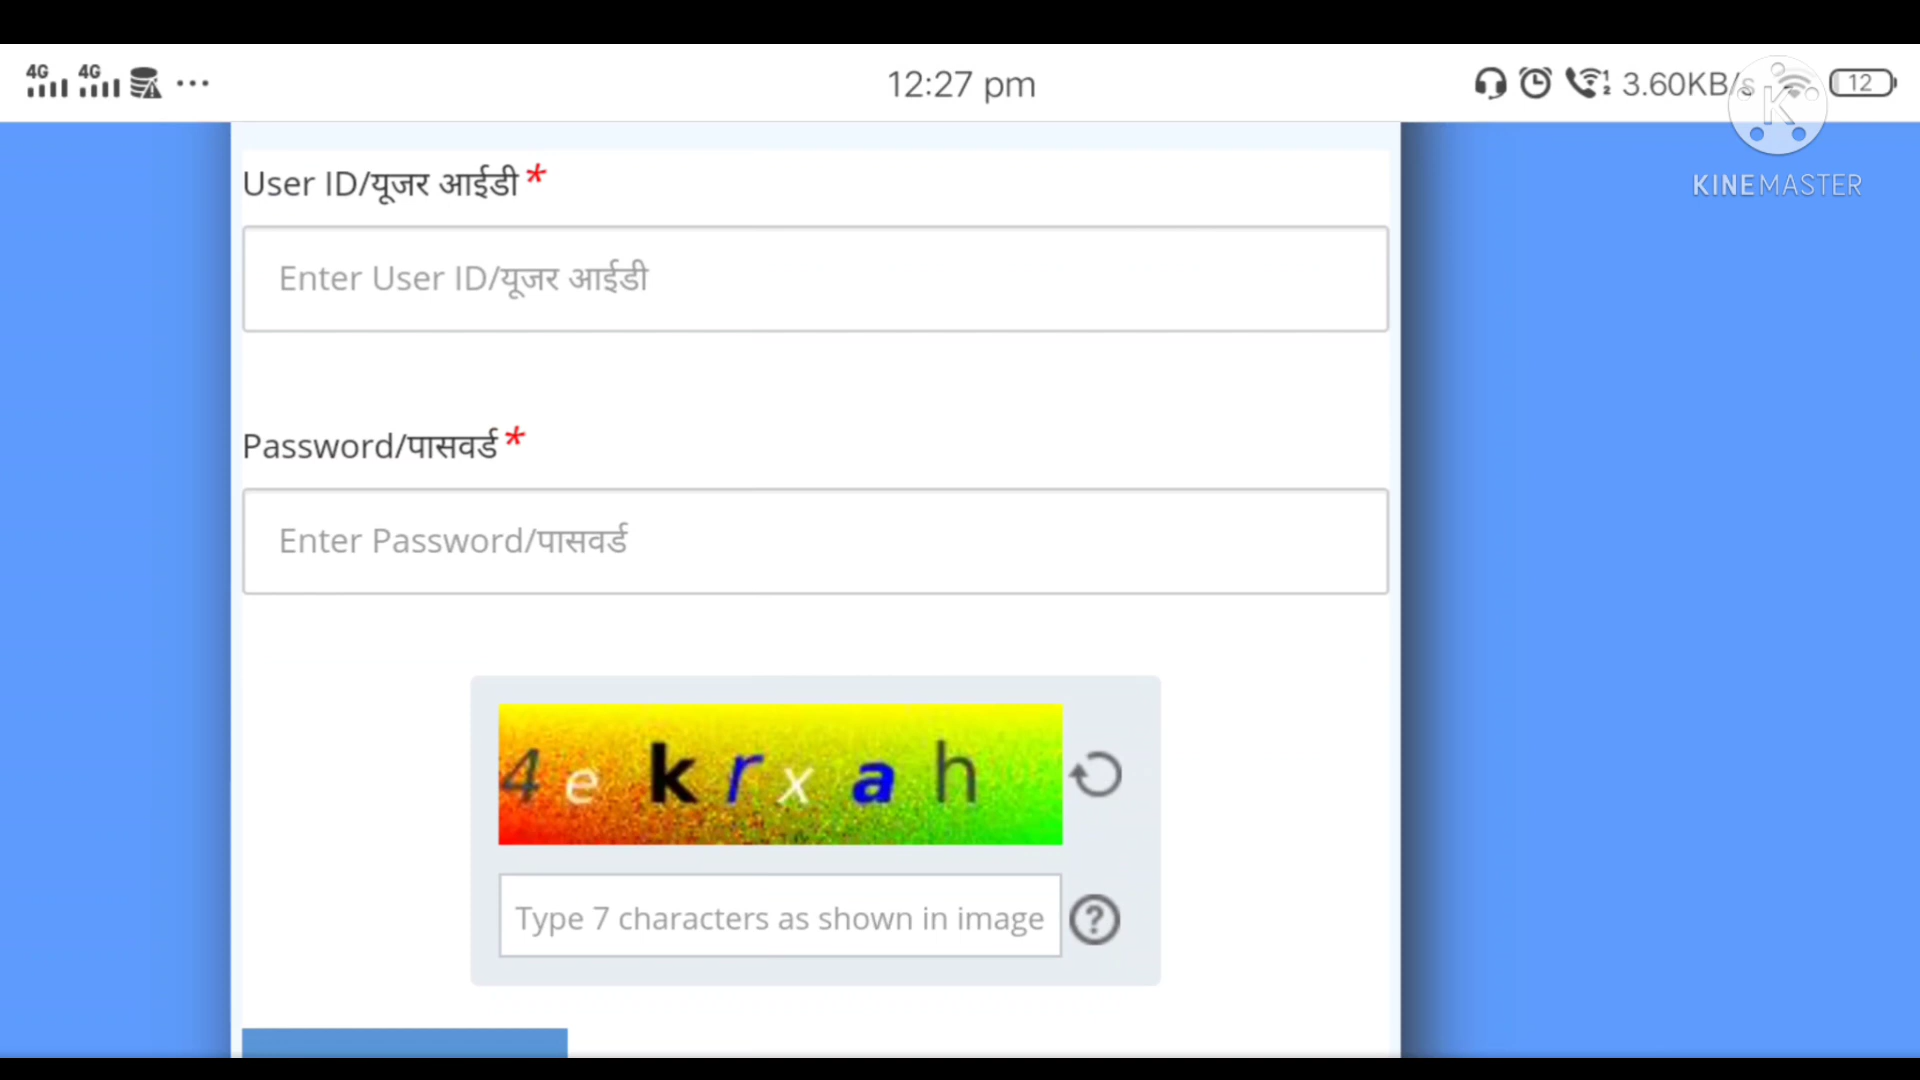 4G 4G ... 12:27 pm 3.60KB/s 12
K
KINEMASTER
User ID/यूजर आईडी *
Enter User ID/यूजर आईडी
Password/पासवर्ड *
Enter Password/पासवर्ड
4 e k r x a h
Type 7 characters as shown in image ?